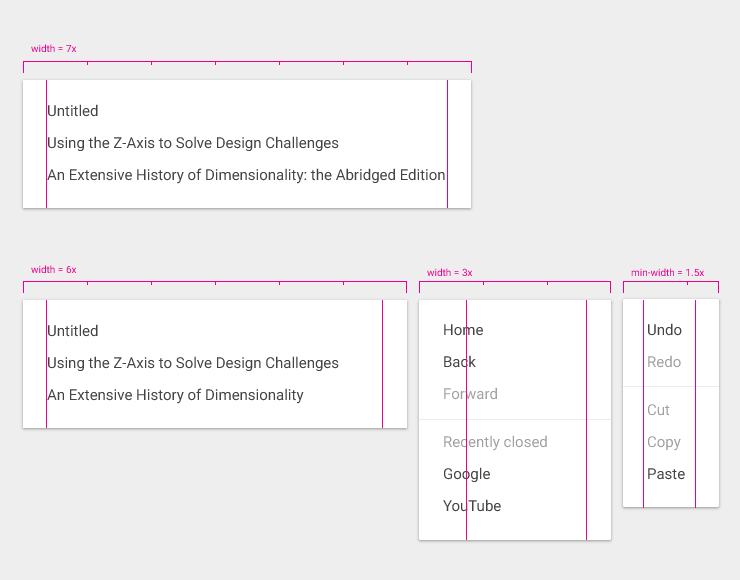 width = 7x
Untitled
Using the Z-Axis to Solve Design Challenges
An Extensive History of Dimensionality: the Abridged Edition
width = 6x
Untitled
Using the Z-Axis to Solve Design Challenges
An Extensive History of Dimensionality
width = 3x
Home
Back
Forward
Recently closed
Google
YouTube
min-width = 1.5x
Undo
Redo
Cut
Copy
Paste